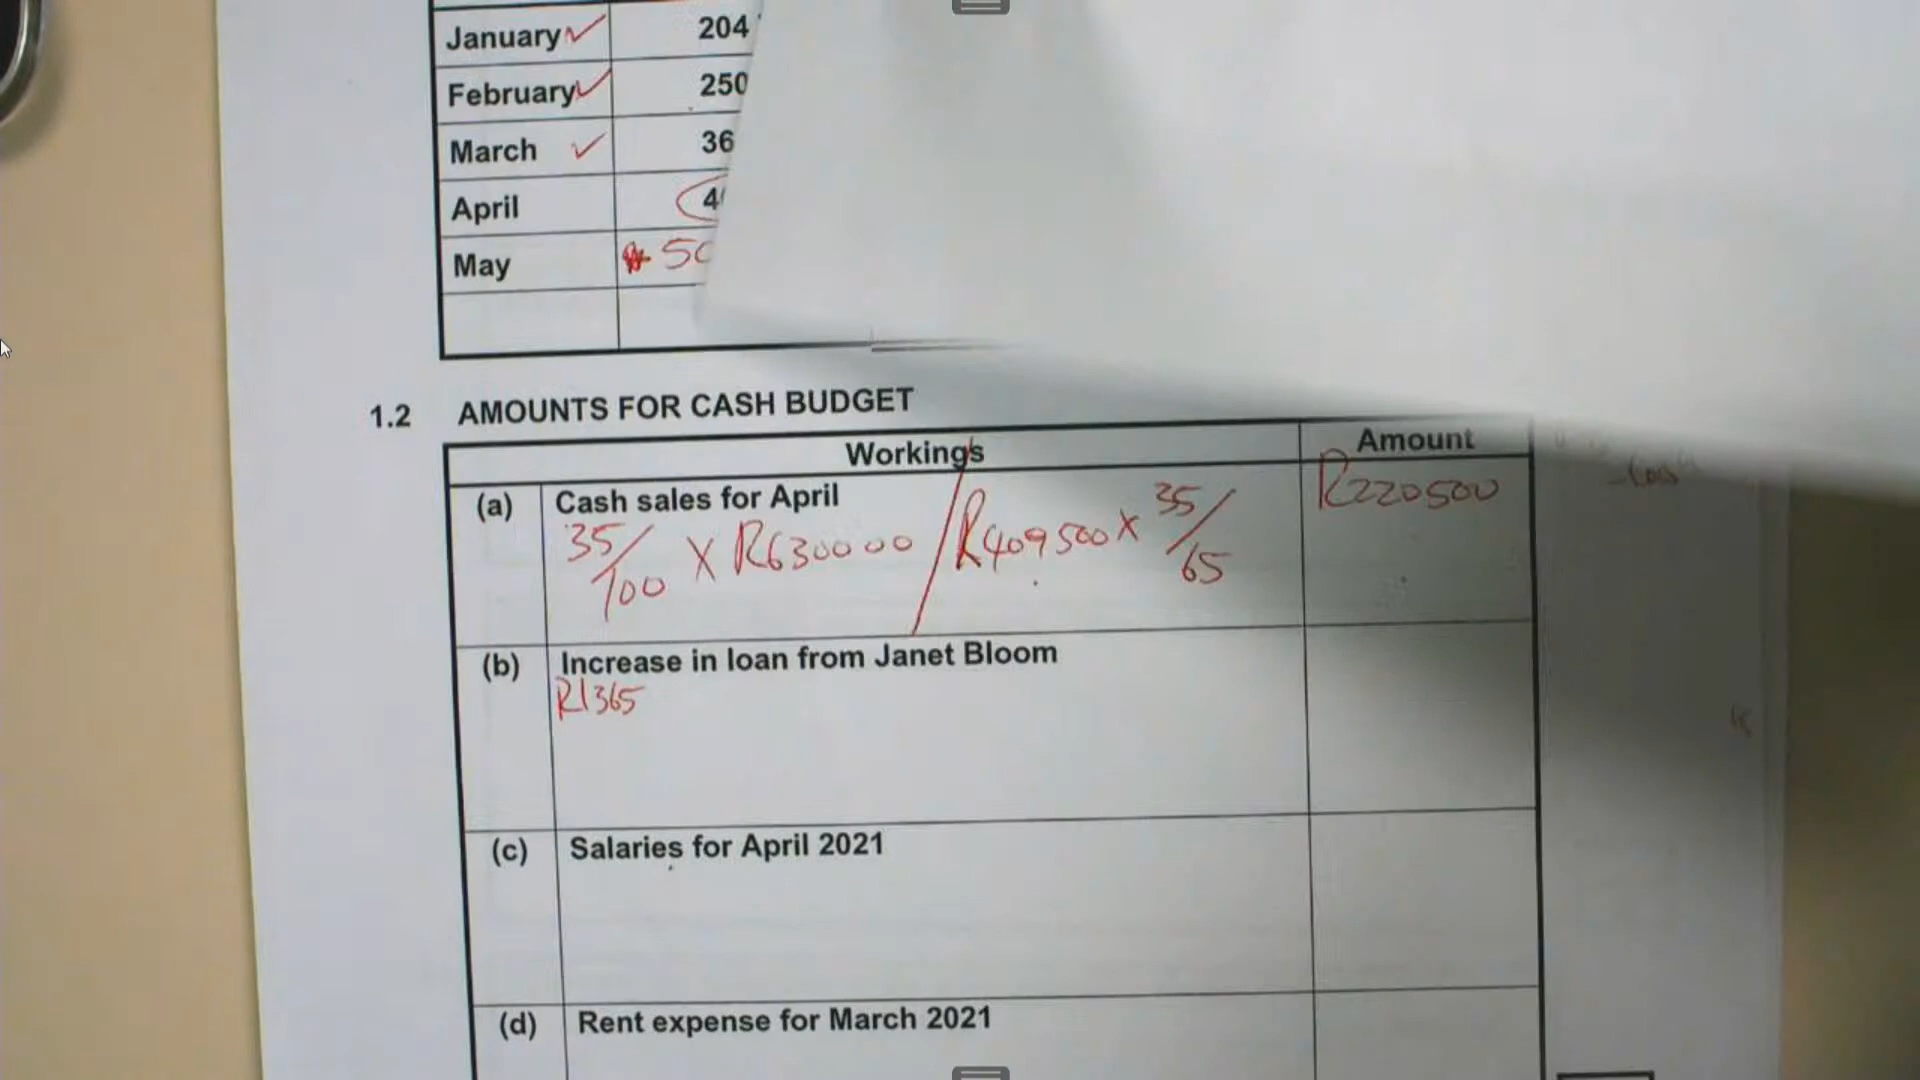 January ✓ 204
February ✓ 250
March ✓ 36
April 4
May 50
1.2 AMOUNTS FOR CASH BUDGET
Workings Amount
(a) Cash sales for April R220500
35/100 X R630000 / R409500 X 35/65
(b) Increase in loan from Janet Bloom
R1365
(c) Salaries for April 2021
(d) Rent expense for March 2021